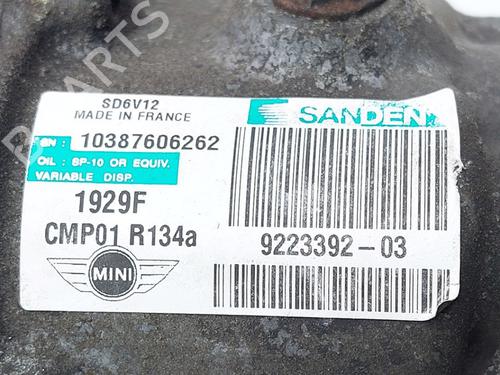 B PARTS
SD6V12
MADE IN FRANCE
SANDEN
SN : 10387606262
OIL : SP-10 OR EQUIV.
VARIABLE DISP.
1929F
CMP01 R134a
9223392-03
MINI